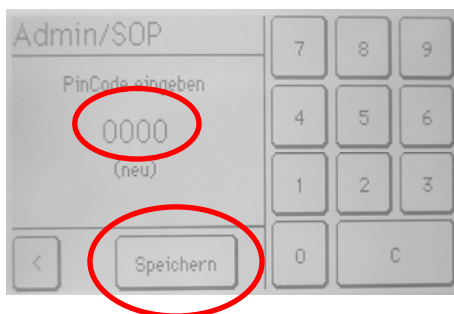 Admin/SOP
PinCode eingeben
0000
(neu)
< Speichern
7 8 9
4 5 6
1 2 3
0 C